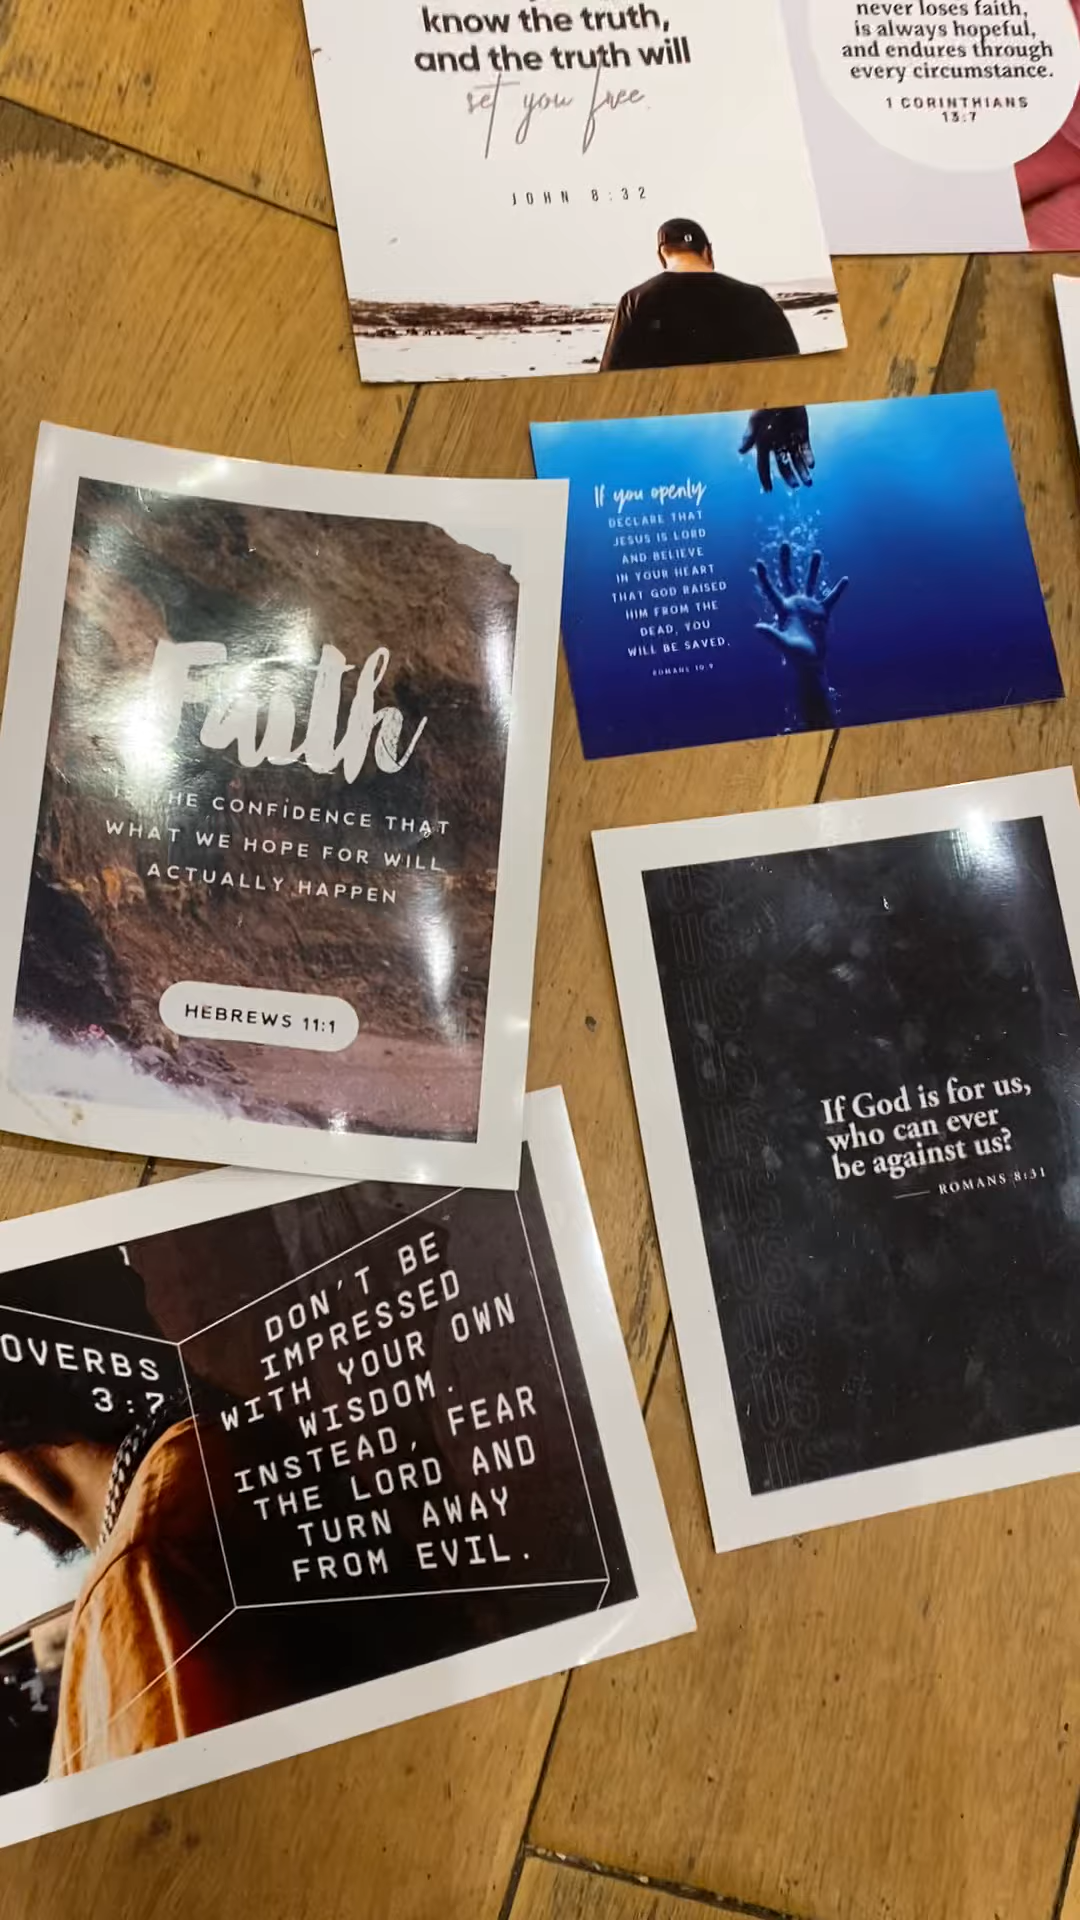 know the truth,
and the truth will
set you free.
JOHN 8:32
never loses faith,
is always hopeful,
and endures through
every circumstance.
1 CORINTHIANS
13:7
If you openly
DECLARE THAT
JESUS IS LORD
AND BELIEVE
IN YOUR HEART
THAT GOD RAISED
HIM FROM THE
DEAD, YOU
WILL BE SAVED.
ROMANS 10:9
Faith
THE CONFIDENCE THAT
WHAT WE HOPE FOR WILL
ACTUALLY HAPPEN
HEBREWS 11:1
If God is for us,
who can ever
be against us?
ROMANS 8:31
OVERBS
3:7
DON'T BE
IMPRESSED
WITH YOUR OWN
WISDOM.
INSTEAD, FEAR
THE LORD AND
TURN AWAY
FROM EVIL.